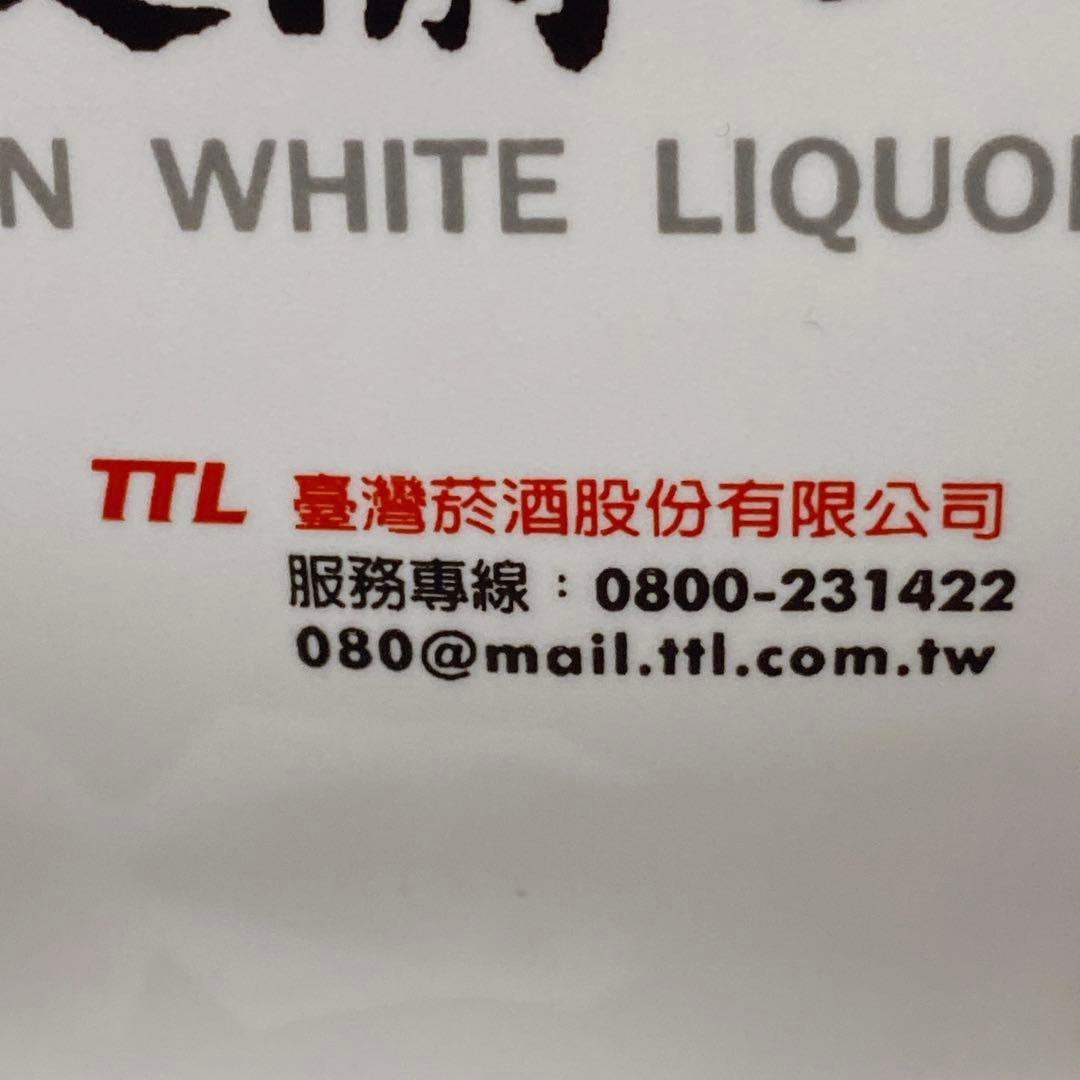 WHITE LIQUO
TTL 臺灣菸酒股份有限公司
服務專線：0800-231422
080@mail.ttl.com.tw